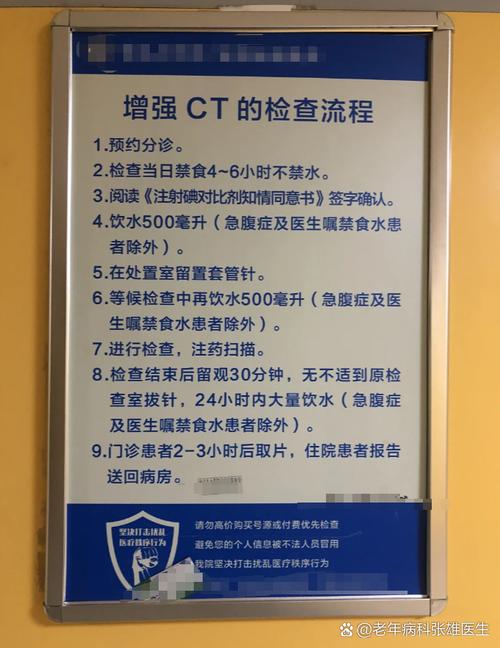 增强 CT 的检查流程
1.预约分诊。
2.检查当日禁食4~6小时不禁水。
3.阅读《注射碘对比剂知情同意书》签字确认。
4.饮水500毫升（急腹症及医生嘱禁食水患
者除外）。
5.在处置室留置套管针。
6.等候检查中再饮水500毫升（急腹症及医
生嘱禁食水患者除外）。
7.进行检查，注药扫描。
8.检查结束后留观30分钟，无不适到原检
查室拔针，24小时内大量饮水（急腹症
及医生嘱禁食水患者除外）。
9.门诊患者2-3小时后取片，住院患者报告
送回病房。
坚决打击扰乱
医疗秩序行为
请勿高价购买号源或付费优先检查
避免您的个人信息被不法人员冒用
我院坚决打击扰乱医疗秩序行为
@老年病科张雄医生